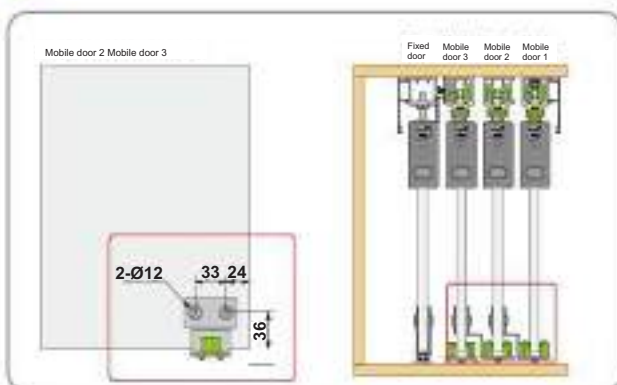 Mobile door 2 Mobile door 3
2-Ø12
33
24
36
Fixed door
Mobile door 3
Mobile door 2
Mobile door 1